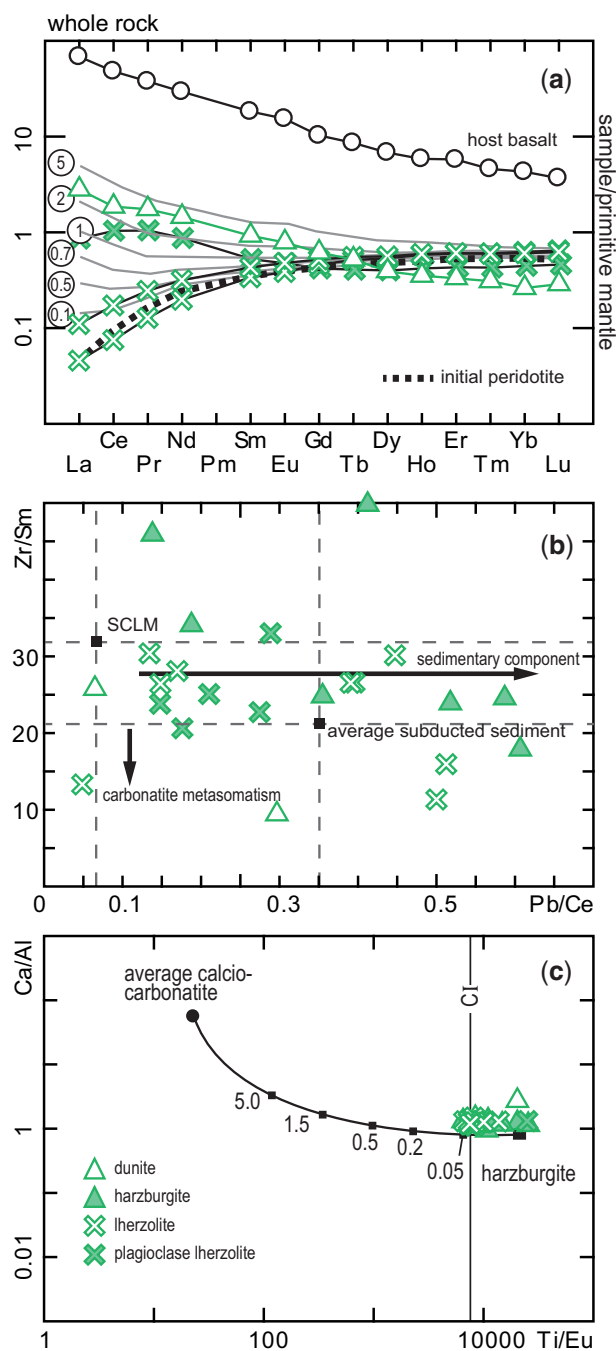 whole rock
(a)
10
host basalt
5
2
1
1
0.7
0.5
0.1
0.1
sample/primitive mantle
initial peridotite
Ce Nd Sm Gd Dy Er Yb
La Pr Pm Eu Tb Ho Tm Lu
Zr/Sm
(b)
SCLM
30
sedimentary component
20
average subducted sediment
carbonatite metasomatism
10
0 0.1 0.3 0.5 Pb/Ce
Ca/Al
(c)
average calcio-
carbonatite
CI
5.0
1.5
0.5
0.2
0.05
1
harzburgite
dunite
harzburgite
lherzolite
plagioclase lherzolite
0.01
1 100 10000 Ti/Eu